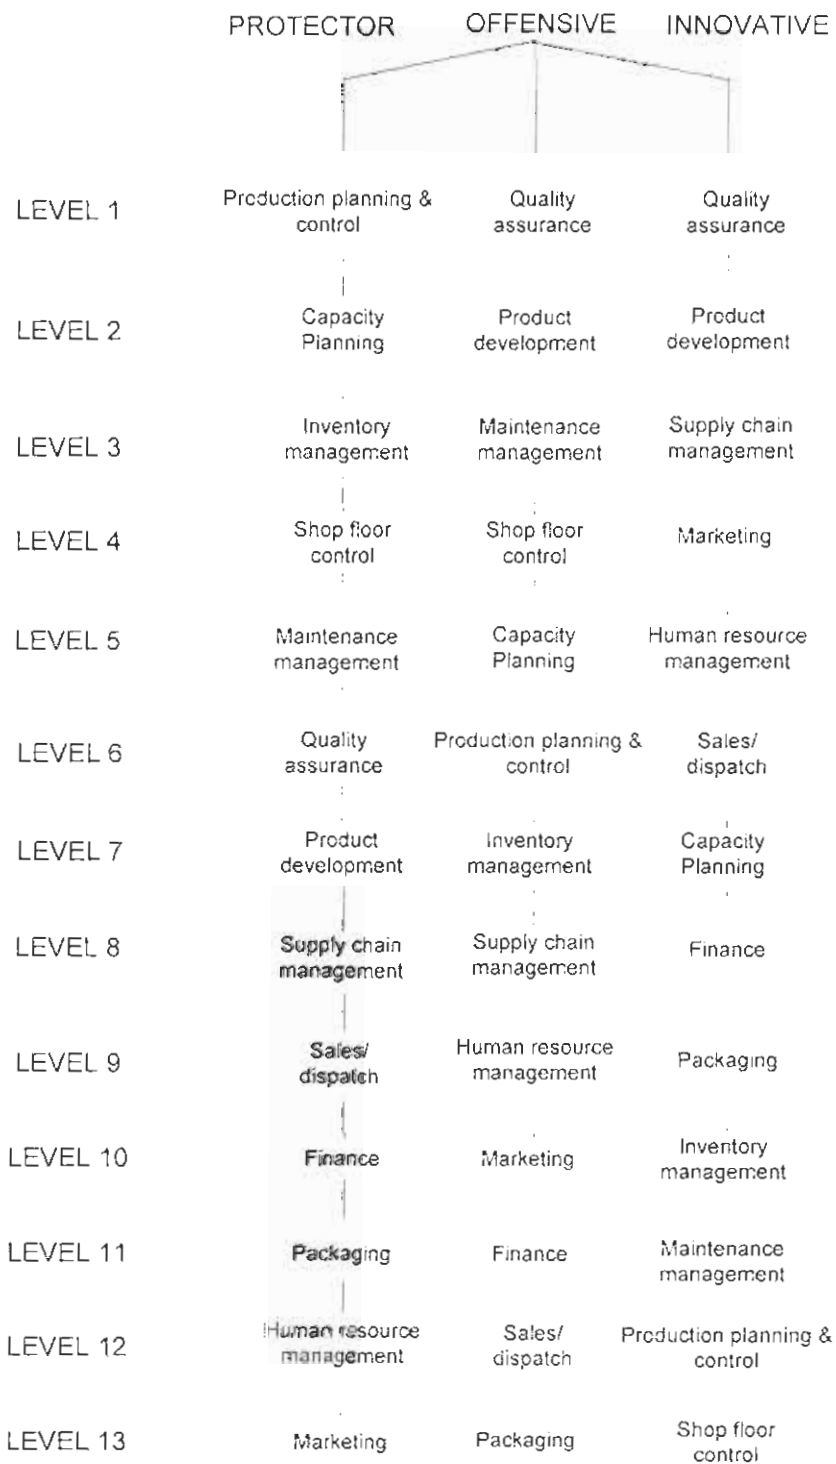 PROTECTOR OFFENSIVE INNOVATIVE
LEVEL 1
Production planning &
control
Quality
assurance
Quality
assurance
LEVEL 2
Capacity
Planning
Product
development
Product
development
LEVEL 3
Inventory
management
Maintenance
management
Supply chain
management
LEVEL 4
Shop floor
control
Shop floor
control
Marketing
LEVEL 5
Maintenance
management
Capacity
Planning
Human resource
management
LEVEL 6
Quality
assurance
Production planning &
control
Sales/
dispatch
LEVEL 7
Product
development
Inventory
management
Capacity
Planning
LEVEL 8
Supply chain
management
Supply chain
management
Finance
LEVEL 9
Sales/
dispatch
Human resource
management
Packaging
LEVEL 10
Finance
Marketing
Inventory
management
LEVEL 11
Packaging
Finance
Maintenance
management
LEVEL 12
Human resource
management
Sales/
dispatch
Production planning &
control
LEVEL 13
Marketing
Packaging
Shop floor
control